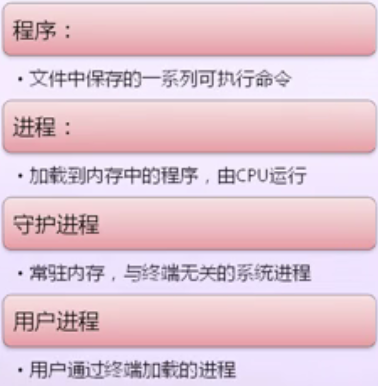 程序：
• 文件中保存的一系列可执行命令
进程：
• 加载到内存中的程序，由CPU运行
守护进程
• 常驻内存，与终端无关的系统进程
用户进程
• 用户通过终端加载的进程